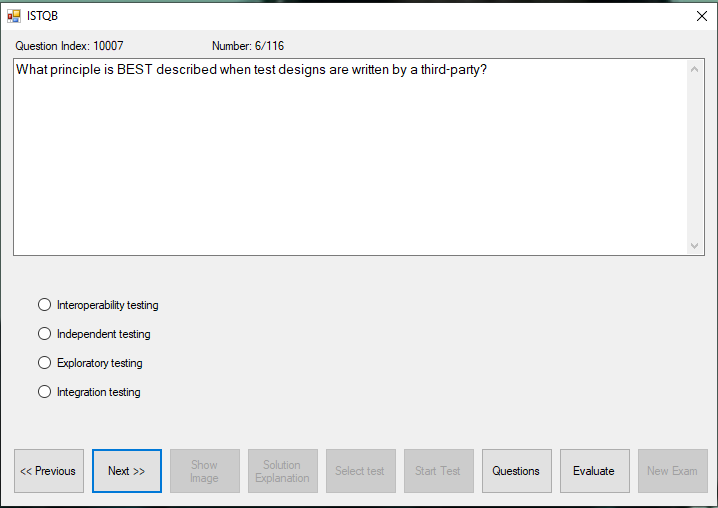 ISTQB
Question Index: 10007 Number: 6/116
What principle is BEST described when test designs are written by a third-party?
Interoperability testing
Independent testing
Exploratory testing
Integration testing
<< Previous Next >> Show Image Solution Explanation Select test Start Test Questions Evaluate New Exam